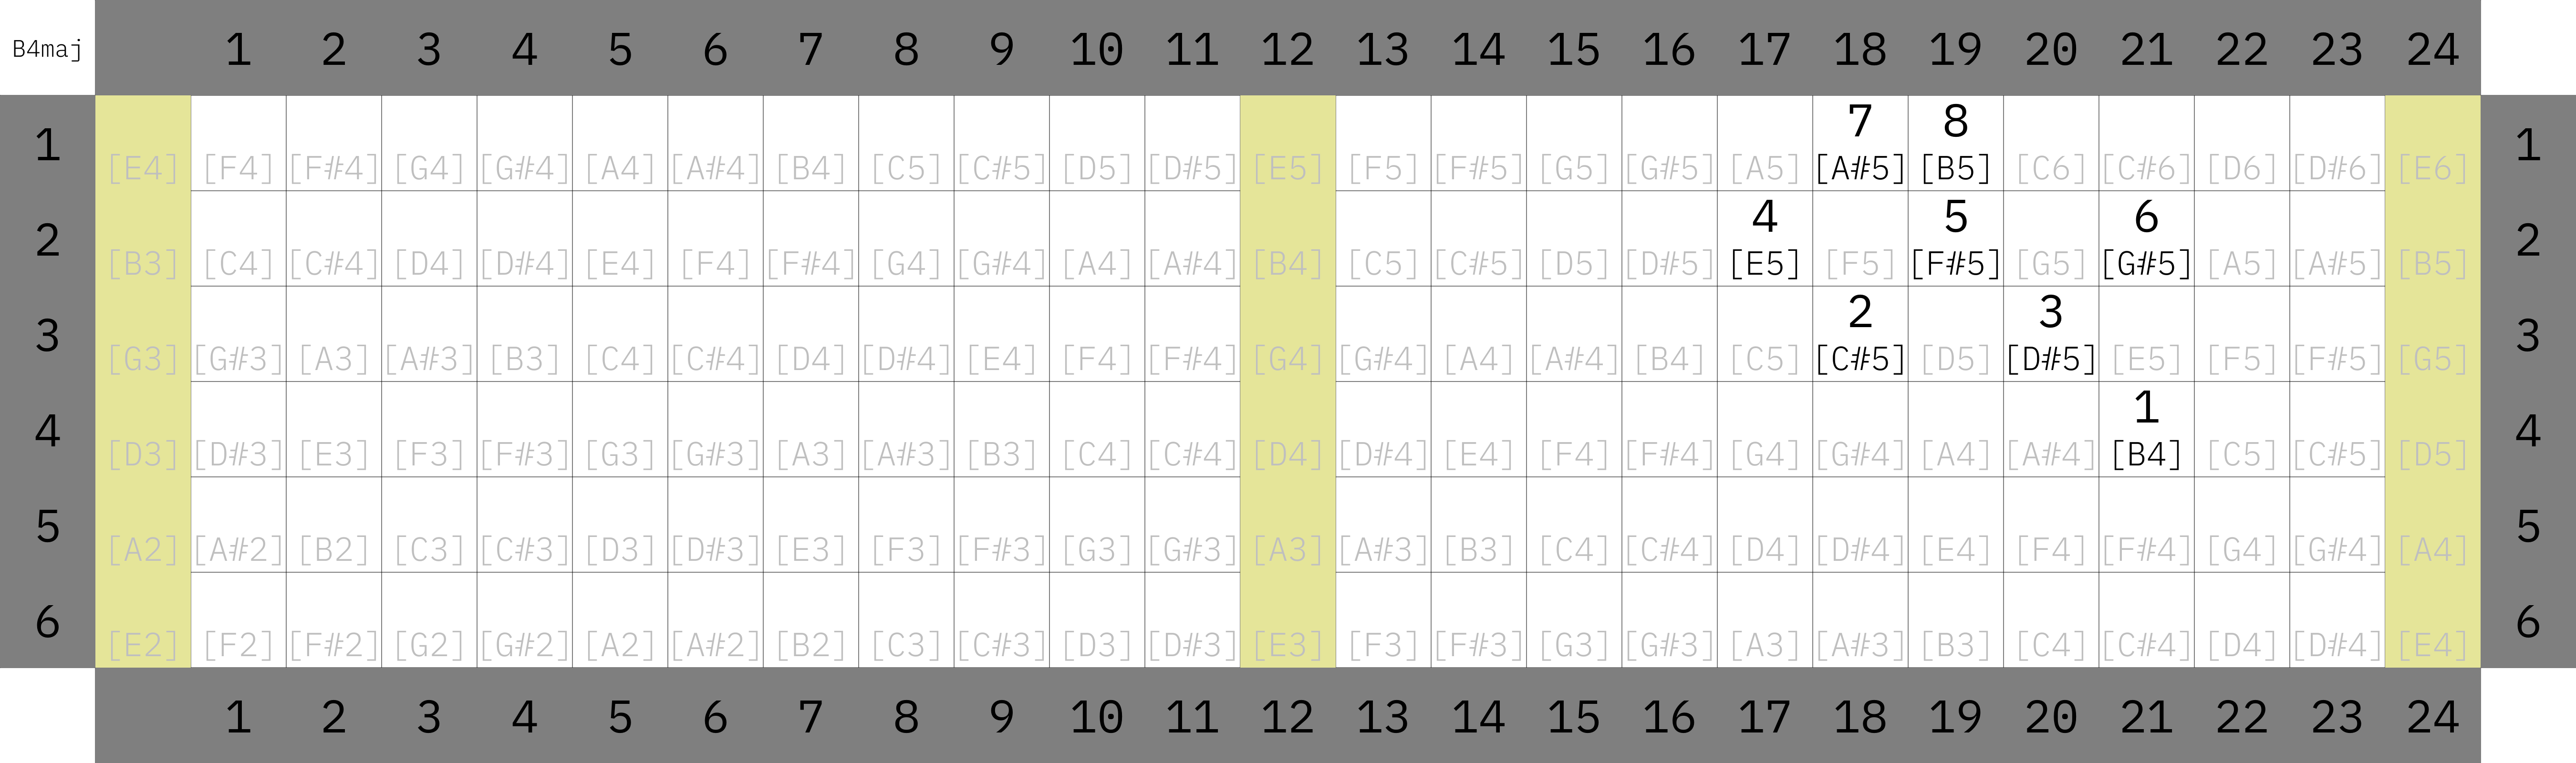 B4maj 1 2 3 4 5 6 7 8 9 10 11 12 13 14 15 16 17 18 19 20 21 22 23 24
7 8
1 [E4] [F4] [F#4] [G4] [G#4] [A4] [A#4] [B4] [C5] [C#5] [D5] [D#5] [E5] [F5] [F#5] [G5] [G#5] [A5] [A#5] [B5] [C6] [C#6] [D6] [D#6] [E6] 1
4 5 6
2 [B3] [C4] [C#4] [D4] [D#4] [E4] [F4] [F#4] [G4] [G#4] [A4] [A#4] [B4] [C5] [C#5] [D5] [D#5] [E5] [F5] [F#5] [G5] [G#5] [A5] [A#5] [B5] 2
2 3
3 [G3] [G#3] [A3] [A#3] [B3] [C4] [C#4] [D4] [D#4] [E4] [F4] [F#4] [G4] [G#4] [A4] [A#4] [B4] [C5] [C#5] [D5] [D#5] [E5] [F5] [F#5] [G5] 3
1
4 [D3] [D#3] [E3] [F3] [F#3] [G3] [G#3] [A3] [A#3] [B3] [C4] [C#4] [D4] [D#4] [E4] [F4] [F#4] [G4] [G#4] [A4] [A#4] [B4] [C5] [C#5] [D5] 4
5 [A2] [A#2] [B2] [C3] [C#3] [D3] [D#3] [E3] [F3] [F#3] [G3] [G#3] [A3] [A#3] [B3] [C4] [C#4] [D4] [D#4] [E4] [F4] [F#4] [G4] [G#4] [A4] 5
6 [E2] [F2] [F#2] [G2] [G#2] [A2] [A#2] [B2] [C3] [C#3] [D3] [D#3] [E3] [F3] [F#3] [G3] [G#3] [A3] [A#3] [B3] [C4] [C#4] [D4] [D#4] [E4] 6
1 2 3 4 5 6 7 8 9 10 11 12 13 14 15 16 17 18 19 20 21 22 23 24